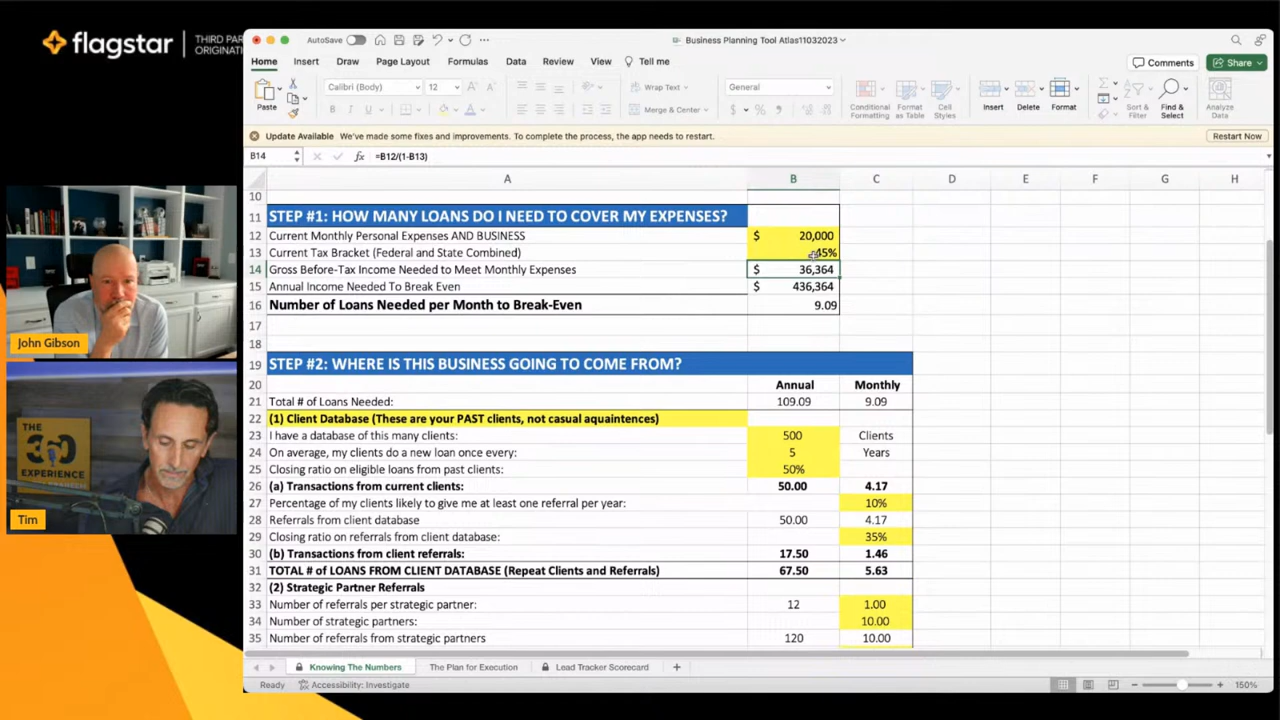 flagstar
THIRD PAR
ORIGINATI
AutoSave
Business Planning Tool Atlas11032023
Home Insert Draw Page Layout Formulas Data Review View Tell me
Comments Share
Paste
Calibri (Body) 12
B I U
Wrap Text
Merge & Center
General
Conditional Formatting
Format as Table
Cell Styles
Insert Delete Format
Sort & Filter
Find & Select
Analyze Data
Update Available We've made some fixes and improvements. To complete the process, the app needs to restart. Restart Now
B14 fx =B12/(1-B13)
A B C D E F G H
10
11 STEP #1: HOW MANY LOANS DO I NEED TO COVER MY EXPENSES?
12 Current Monthly Personal Expenses AND BUSINESS $ 20,000
13 Current Tax Bracket (Federal and State Combined) 45%
14 Gross Before-Tax Income Needed to Meet Monthly Expenses $ 36,364
15 Annual Income Needed To Break Even $ 436,364
16 Number of Loans Needed per Month to Break-Even 9.09
17
18
19 STEP #2: WHERE IS THIS BUSINESS GOING TO COME FROM?
20 Annual Monthly
21 Total # of Loans Needed: 109.09 9.09
22 (1) Client Database (These are your PAST clients, not casual aquaintences)
23 I have a database of this many clients: 500 Clients
24 On average, my clients do a new loan once every: 5 Years
25 Closing ratio on eligible loans from past clients: 50%
26 (a) Transactions from current clients: 50.00 4.17
27 Percentage of my clients likely to give me at least one referral per year: 10%
28 Referrals from client database 50.00 4.17
29 Closing ratio on referrals from client database: 35%
30 (b) Transactions from client referrals: 17.50 1.46
31 TOTAL # of LOANS FROM CLIENT DATABASE (Repeat Clients and Referrals) 67.50 5.63
32 (2) Strategic Partner Referrals
33 Number of referrals per strategic partner: 12 1.00
34 Number of strategic partners: 10.00
35 Number of referrals from strategic partners 120 10.00
Knowing The Numbers The Plan for Execution Lead Tracker Scorecard +
Ready Accessibility: Investigate 150%
John Gibson
THE
360
EXPERIENCE
Tim